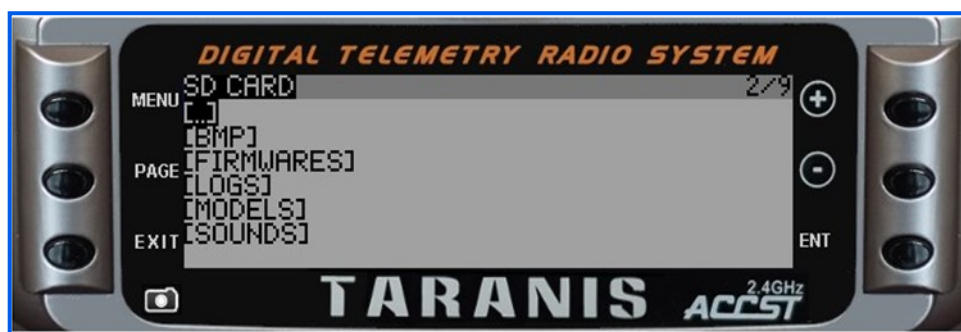 DIGITAL TELEMETRY RADIO SYSTEM
MENU
SD CARD 2/9
[..]
[BMP]
PAGE
[FIRMWARES]
[LOGS]
[MODELS]
EXIT
[SOUNDS]
ENT
TARANIS
2.4GHz
ACCST